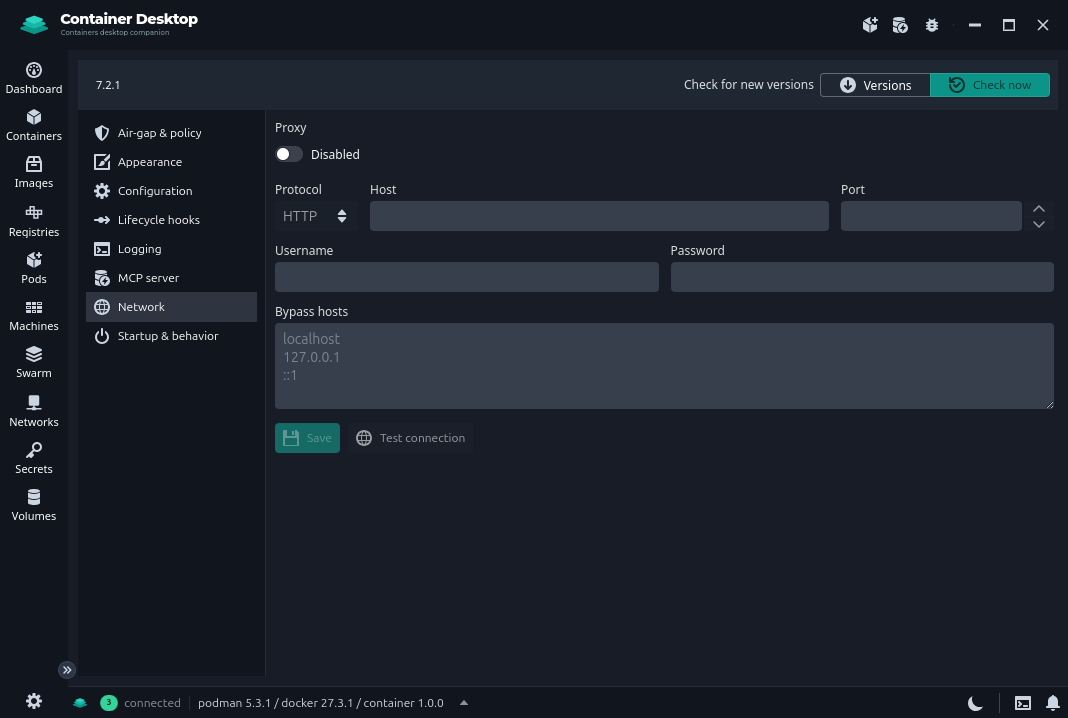 Container Desktop
Containers desktop companion
Dashboard
Containers
Images
Registries
Pods
Machines
Swarm
Networks
Secrets
Volumes
7.2.1
Check for new versions
Versions
Check now
Air-gap & policy
Appearance
Configuration
Lifecycle hooks
Logging
MCP server
Network
Startup & behavior
Proxy
Disabled
Protocol
Host
Port
HTTP
Username
Password
Bypass hosts
localhost
127.0.0.1
::1
Save
Test connection
3
connected
podman 5.3.1 / docker 27.3.1 / container 1.0.0